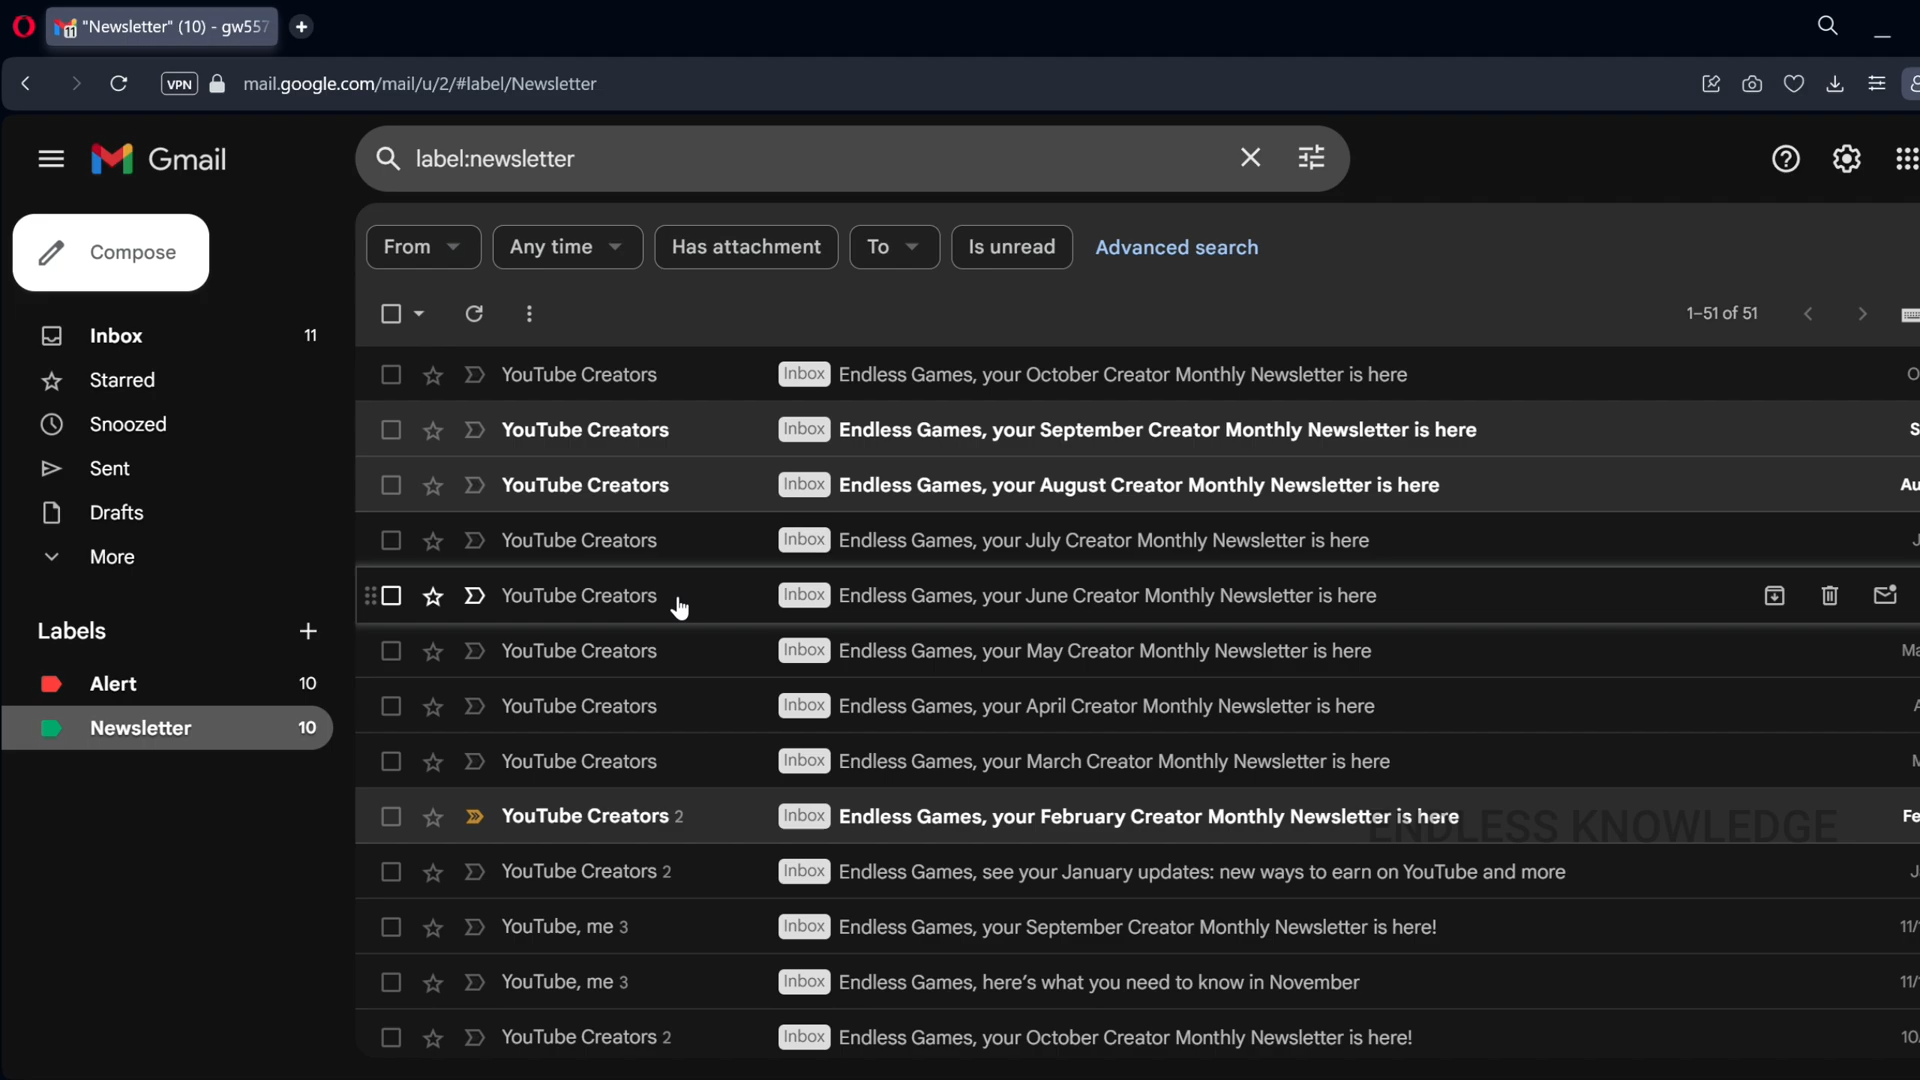 "Newsletter" (10) - gw557
VPN mail.google.com/mail/u/2/#label/Newsletter
Gmail
label:newsletter
Compose
From Any time Has attachment To Is unread Advanced search
1–51 of 51
Inbox 11
Starred
Snoozed
Sent
Drafts
More
Labels
Alert 10
Newsletter 10
YouTube Creators Inbox Endless Games, your October Creator Monthly Newsletter is here
YouTube Creators Inbox Endless Games, your September Creator Monthly Newsletter is here
YouTube Creators Inbox Endless Games, your August Creator Monthly Newsletter is here Au
YouTube Creators Inbox Endless Games, your July Creator Monthly Newsletter is here
YouTube Creators Inbox Endless Games, your June Creator Monthly Newsletter is here
YouTube Creators Inbox Endless Games, your May Creator Monthly Newsletter is here Ma
YouTube Creators Inbox Endless Games, your April Creator Monthly Newsletter is here
YouTube Creators Inbox Endless Games, your March Creator Monthly Newsletter is here
YouTube Creators 2 Inbox Endless Games, your February Creator Monthly Newsletter is here Fe
ENDLESS KNOWLEDGE
YouTube Creators 2 Inbox Endless Games, see your January updates: new ways to earn on YouTube and more
YouTube, me 3 Inbox Endless Games, your September Creator Monthly Newsletter is here! 11/
YouTube, me 3 Inbox Endless Games, here's what you need to know in November 11/
YouTube Creators 2 Inbox Endless Games, your October Creator Monthly Newsletter is here! 10